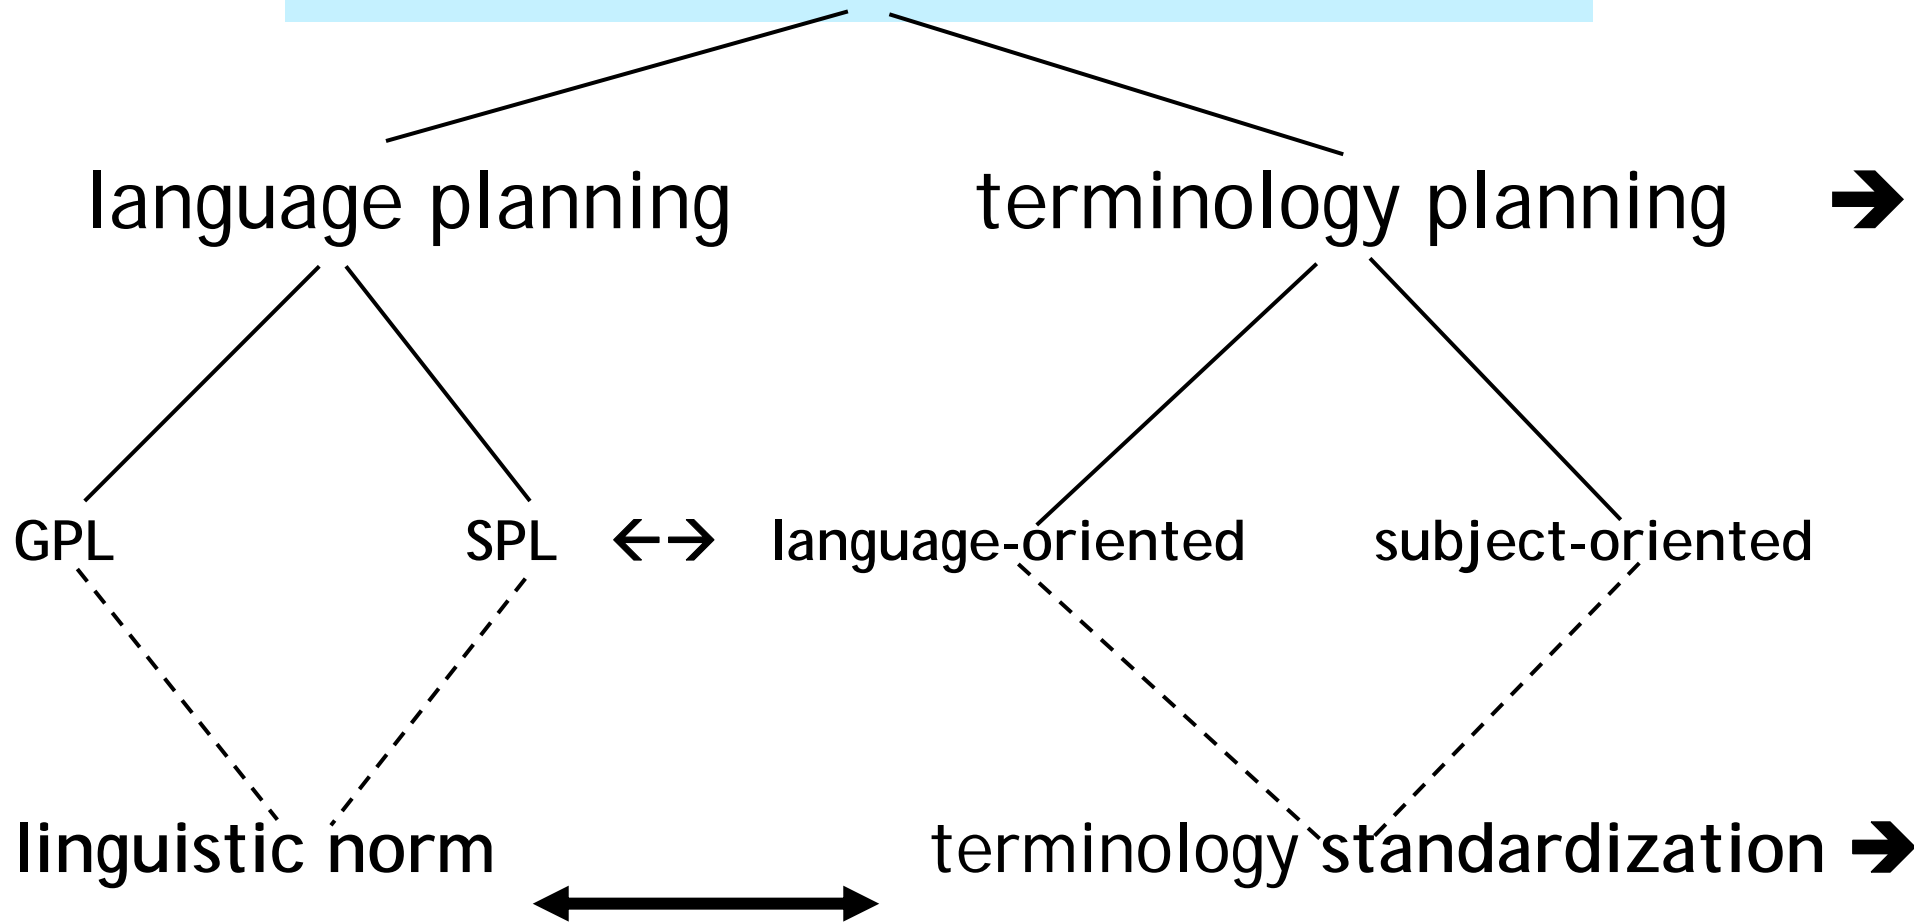 language planning terminology planning →
GPL SPL ←→ language-oriented subject-oriented
linguistic norm terminology standardization →